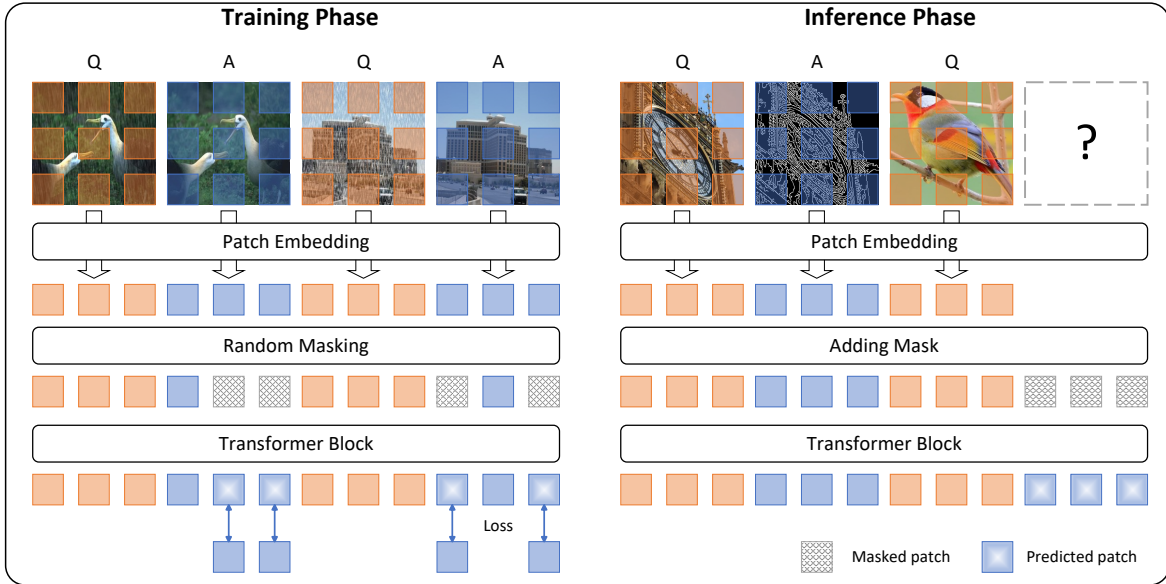 Training Phase
Q A Q A
Patch Embedding
Random Masking
Transformer Block
Loss
Inference Phase
Q A Q
?
Patch Embedding
Adding Mask
Transformer Block
Masked patch
Predicted patch